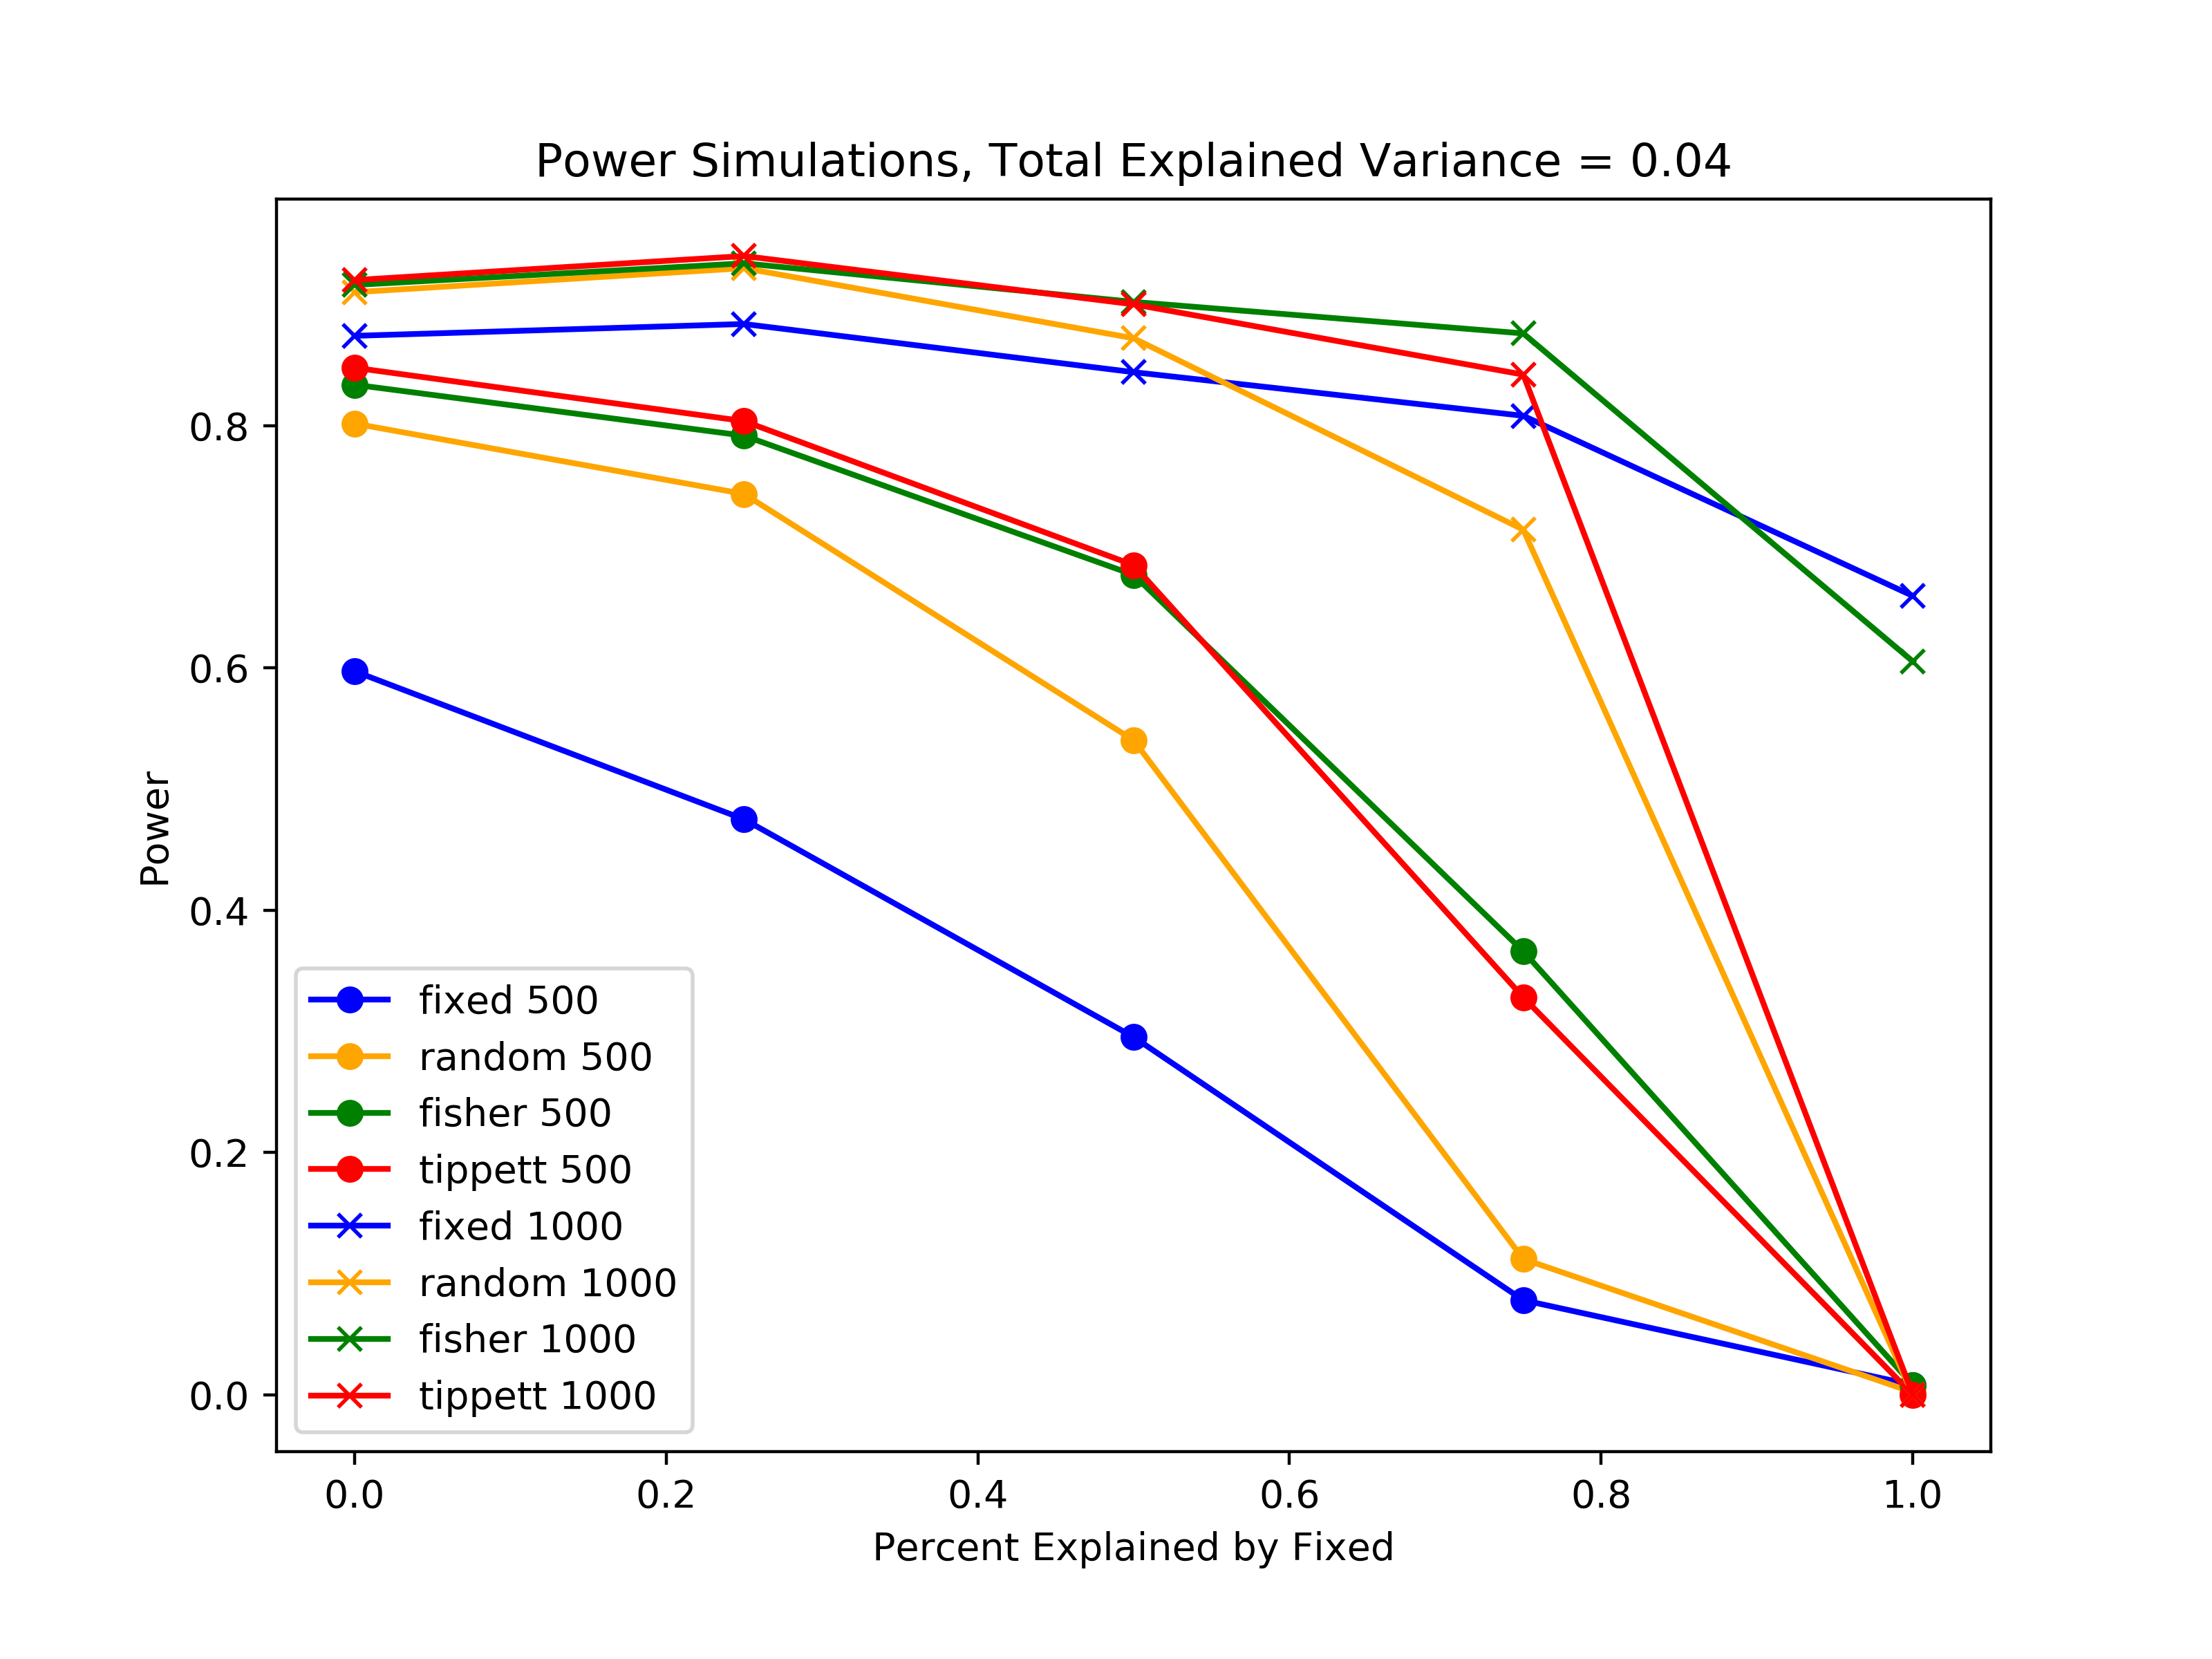 Power Simulations, Total Explained Variance = 0.04
Power
0.8
0.6
0.4
0.2
0.0
fixed 500
random 500
fisher 500
tippett 500
fixed 1000
random 1000
fisher 1000
tippett 1000
0.0 0.2 0.4 0.6 0.8 1.0
Percent Explained by Fixed